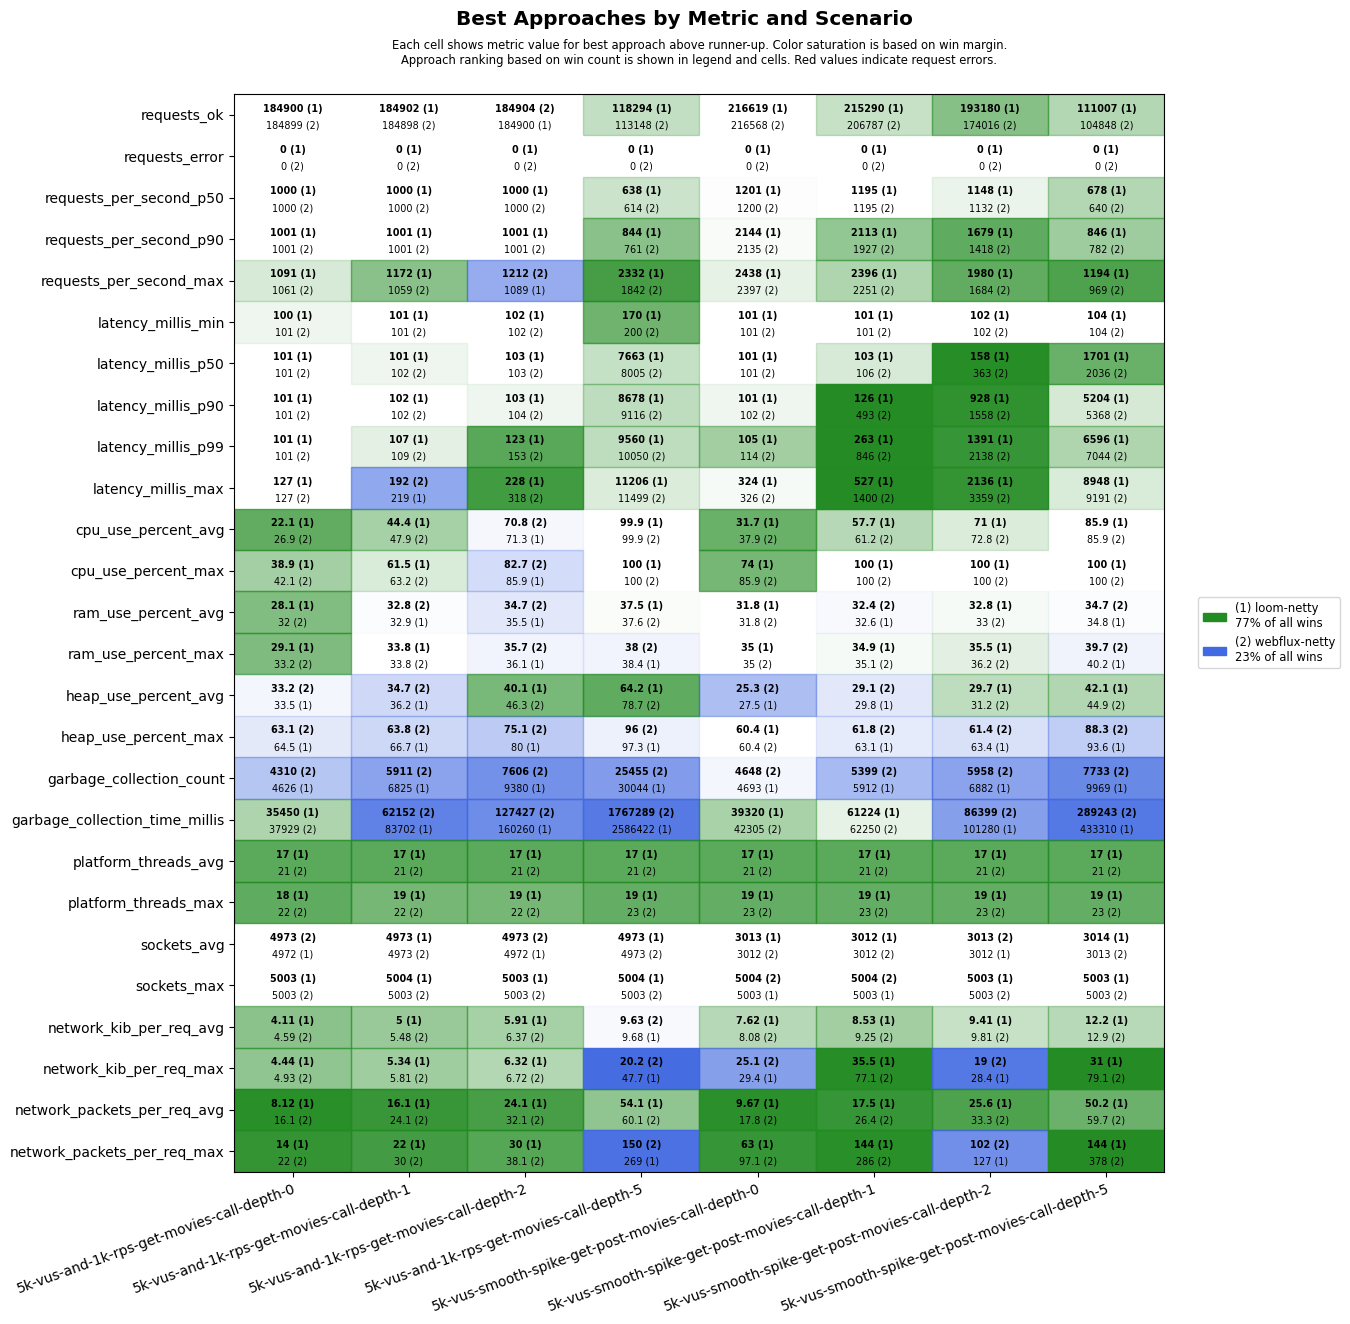 Best Approaches by Metric and Scenario
Each cell shows metric value for best approach above runner-up. Color saturation is based on win margin.
Approach ranking based on win count is shown in legend and cells. Red values indicate request errors.
requests_ok 184900 (1) 184902 (1) 184904 (2) 118294 (1) 216619 (1) 215290 (1) 193180 (1) 111007 (1)
184899 (2) 184898 (2) 184900 (1) 113148 (2) 216568 (2) 206787 (2) 174016 (2) 104848 (2)
requests_error 0 (1) 0 (1) 0 (1) 0 (1) 0 (1) 0 (1) 0 (1) 0 (1)
0 (2) 0 (2) 0 (2) 0 (2) 0 (2) 0 (2) 0 (2) 0 (2)
requests_per_second_p50 1000 (1) 1000 (1) 1000 (1) 638 (1) 1201 (1) 1195 (1) 1148 (1) 678 (1)
1000 (2) 1000 (2) 1000 (2) 614 (2) 1200 (2) 1195 (2) 1132 (2) 640 (2)
requests_per_second_p90 1001 (1) 1001 (1) 1001 (1) 844 (1) 2144 (1) 2113 (1) 1679 (1) 846 (1)
1001 (2) 1001 (2) 1001 (2) 761 (2) 2135 (2) 1927 (2) 1418 (2) 782 (2)
requests_per_second_max 1091 (1) 1172 (1) 1212 (2) 2332 (1) 2438 (1) 2396 (1) 1980 (1) 1194 (1)
1061 (2) 1059 (2) 1089 (1) 1842 (2) 2397 (2) 2251 (2) 1684 (2) 969 (2)
latency_millis_min 100 (1) 101 (1) 102 (1) 170 (1) 101 (1) 101 (1) 102 (1) 104 (1)
101 (2) 101 (2) 102 (2) 200 (2) 101 (2) 101 (2) 102 (2) 104 (2)
latency_millis_p50 101 (1) 101 (1) 103 (1) 7663 (1) 101 (1) 103 (1) 158 (1) 1701 (1)
101 (2) 102 (2) 103 (2) 8005 (2) 101 (2) 106 (2) 363 (2) 2036 (2)
latency_millis_p90 101 (1) 102 (1) 103 (1) 8678 (1) 101 (1) 126 (1) 928 (1) 5204 (1)
101 (2) 102 (2) 104 (2) 9116 (2) 102 (2) 493 (2) 1558 (2) 5368 (2)
latency_millis_p99 101 (1) 107 (1) 123 (1) 9560 (1) 105 (1) 263 (1) 1391 (1) 6596 (1)
101 (2) 109 (2) 153 (2) 10050 (2) 114 (2) 846 (2) 2138 (2) 7044 (2)
latency_millis_max 127 (1) 192 (2) 228 (1) 11206 (1) 324 (1) 527 (1) 2136 (1) 8948 (1)
127 (2) 219 (1) 318 (2) 11499 (2) 326 (2) 1400 (2) 3359 (2) 9191 (2)
cpu_use_percent_avg 22.1 (1) 44.4 (1) 70.8 (2) 99.9 (1) 31.7 (1) 57.7 (1) 71 (1) 85.9 (1)
26.9 (2) 47.9 (2) 71.3 (1) 99.9 (2) 37.9 (2) 61.2 (2) 72.8 (2) 85.9 (2)
cpu_use_percent_max 38.9 (1) 61.5 (1) 82.7 (2) 100 (1) 74 (1) 100 (1) 100 (1) 100 (1)
42.1 (2) 63.2 (2) 85.9 (1) 100 (2) 85.9 (2) 100 (2) 100 (2) 100 (2)
ram_use_percent_avg 28.1 (1) 32.8 (2) 34.7 (2) 37.5 (1) 31.8 (1) 32.4 (2) 32.8 (1) 34.7 (2)
32 (2) 32.9 (1) 35.5 (1) 37.6 (2) 31.8 (2) 32.6 (1) 33 (2) 34.8 (1)
ram_use_percent_max 29.1 (1) 33.8 (1) 35.7 (2) 38 (2) 35 (1) 34.9 (1) 35.5 (1) 39.7 (2)
33.2 (2) 33.8 (2) 36.1 (1) 38.4 (1) 35 (2) 35.1 (2) 36.2 (2) 40.2 (1)
heap_use_percent_avg 33.2 (2) 34.7 (2) 40.1 (1) 64.2 (1) 25.3 (2) 29.1 (2) 29.7 (1) 42.1 (1)
33.5 (1) 36.2 (1) 46.3 (2) 78.7 (2) 27.5 (1) 29.8 (1) 31.2 (2) 44.9 (2)
heap_use_percent_max 63.1 (2) 63.8 (2) 75.1 (2) 96 (2) 60.4 (1) 61.8 (2) 61.4 (2) 88.3 (2)
64.5 (1) 66.7 (1) 80 (1) 97.3 (1) 60.4 (2) 63.1 (1) 63.4 (1) 93.6 (1)
garbage_collection_count 4310 (2) 5911 (2) 7606 (2) 25455 (2) 4648 (2) 5399 (2) 5958 (2) 7733 (2)
4626 (1) 6825 (1) 9380 (1) 30044 (1) 4693 (1) 5912 (1) 6882 (1) 9969 (1)
garbage_collection_time_millis 35450 (1) 62152 (2) 127427 (2) 1767289 (2) 39320 (1) 61224 (1) 86399 (2) 289243 (2)
37929 (2) 83702 (1) 160260 (1) 2586422 (1) 42305 (2) 62250 (2) 101280 (1) 433310 (1)
platform_threads_avg 17 (1) 17 (1) 17 (1) 17 (1) 17 (1) 17 (1) 17 (1) 17 (1)
21 (2) 21 (2) 21 (2) 21 (2) 21 (2) 21 (2) 21 (2) 21 (2)
platform_threads_max 18 (1) 19 (1) 19 (1) 19 (1) 19 (1) 19 (1) 19 (1) 19 (1)
22 (2) 22 (2) 22 (2) 23 (2) 23 (2) 23 (2) 23 (2) 23 (2)
sockets_avg 4973 (2) 4973 (1) 4973 (2) 4973 (1) 3013 (1) 3012 (1) 3013 (2) 3014 (1)
4972 (1) 4973 (2) 4972 (1) 4973 (2) 3012 (2) 3012 (2) 3012 (1) 3013 (2)
sockets_max 5003 (1) 5004 (1) 5003 (1) 5004 (1) 5004 (2) 5004 (2) 5003 (1) 5003 (1)
5003 (2) 5003 (2) 5003 (2) 5003 (2) 5003 (1) 5003 (1) 5003 (2) 5003 (2)
network_kib_per_req_avg 4.11 (1) 5 (1) 5.91 (1) 9.63 (2) 7.62 (1) 8.53 (1) 9.41 (1) 12.2 (1)
4.59 (2) 5.48 (2) 6.37 (2) 9.68 (1) 8.08 (2) 9.25 (2) 9.81 (2) 12.9 (2)
network_kib_per_req_max 4.44 (1) 5.34 (1) 6.32 (1) 20.2 (2) 25.1 (2) 35.5 (1) 19 (2) 31 (1)
4.93 (2) 5.81 (2) 6.72 (2) 47.7 (1) 29.4 (1) 77.1 (2) 28.4 (1) 79.1 (2)
network_packets_per_req_avg 8.12 (1) 16.1 (1) 24.1 (1) 54.1 (1) 9.67 (1) 17.5 (1) 25.6 (1) 50.2 (1)
16.1 (2) 24.1 (2) 32.1 (2) 60.1 (2) 17.8 (2) 26.4 (2) 33.3 (2) 59.7 (2)
network_packets_per_req_max 14 (1) 22 (1) 30 (1) 150 (2) 63 (1) 144 (1) 102 (2) 144 (1)
22 (2) 30 (2) 38.1 (2) 269 (1) 97.1 (2) 286 (2) 127 (1) 378 (2)
5k-vus-and-1k-rps-get-movies-call-depth-0
5k-vus-and-1k-rps-get-movies-call-depth-1
5k-vus-and-1k-rps-get-movies-call-depth-2
5k-vus-and-1k-rps-get-movies-call-depth-5
5k-vus-smooth-spike-get-post-movies-call-depth-0
5k-vus-smooth-spike-get-post-movies-call-depth-1
5k-vus-smooth-spike-get-post-movies-call-depth-2
5k-vus-smooth-spike-get-post-movies-call-depth-5
(1) loom-netty
77% of all wins
(2) webflux-netty
23% of all wins